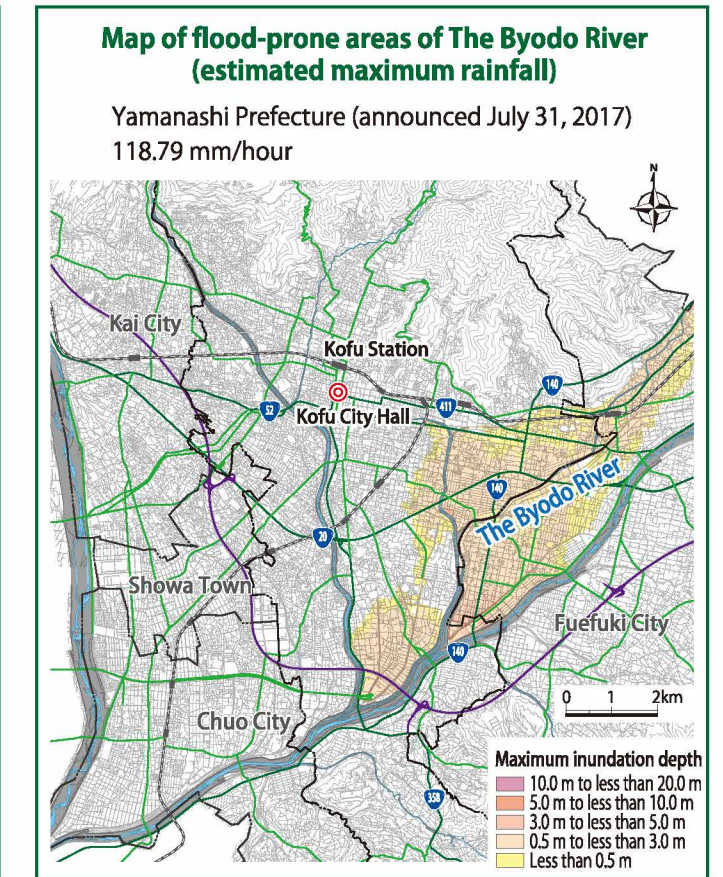 Map of flood-prone areas of The Byodo River
(estimated maximum rainfall)
Yamanashi Prefecture (announced July 31, 2017)
118.79 mm/hour
N
Kai City
Kofu Station
140
52
Kofu City Hall
411
140
The Byodo River
20
Showa Town
Fuefuki City
140
0 1 2km
Chuo City
358
Maximum inundation depth
10.0 m to less than 20.0 m
5.0 m to less than 10.0 m
3.0 m to less than 5.0 m
0.5 m to less than 3.0 m
Less than 0.5 m